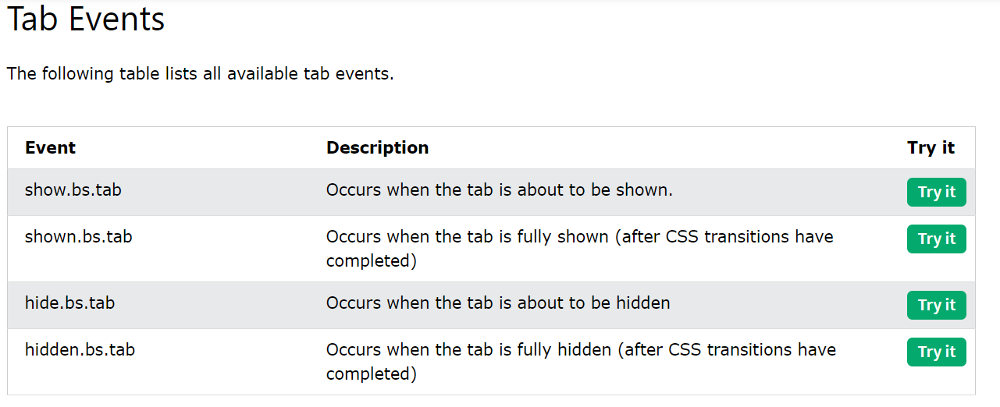 Tab Events
The following table lists all available tab events.
Event Description Try it
show.bs.tab Occurs when the tab is about to be shown. Try it
shown.bs.tab Occurs when the tab is fully shown (after CSS transitions have Try it
completed)
hide.bs.tab Occurs when the tab is about to be hidden Try it
hidden.bs.tab Occurs when the tab is fully hidden (after CSS transitions have Try it
completed)